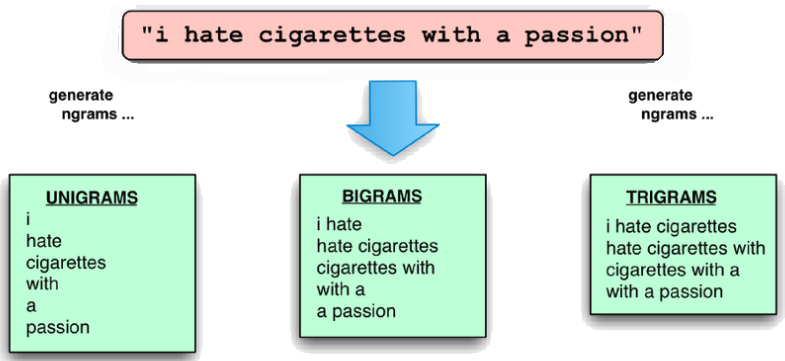 "i hate cigarettes with a passion"
generate
ngrams ...
generate
ngrams ...
UNIGRAMS
i
hate
cigarettes
with
a
passion
BIGRAMS
i hate
hate cigarettes
cigarettes with
with a
a passion
TRIGRAMS
i hate cigarettes
hate cigarettes with
cigarettes with a
with a passion